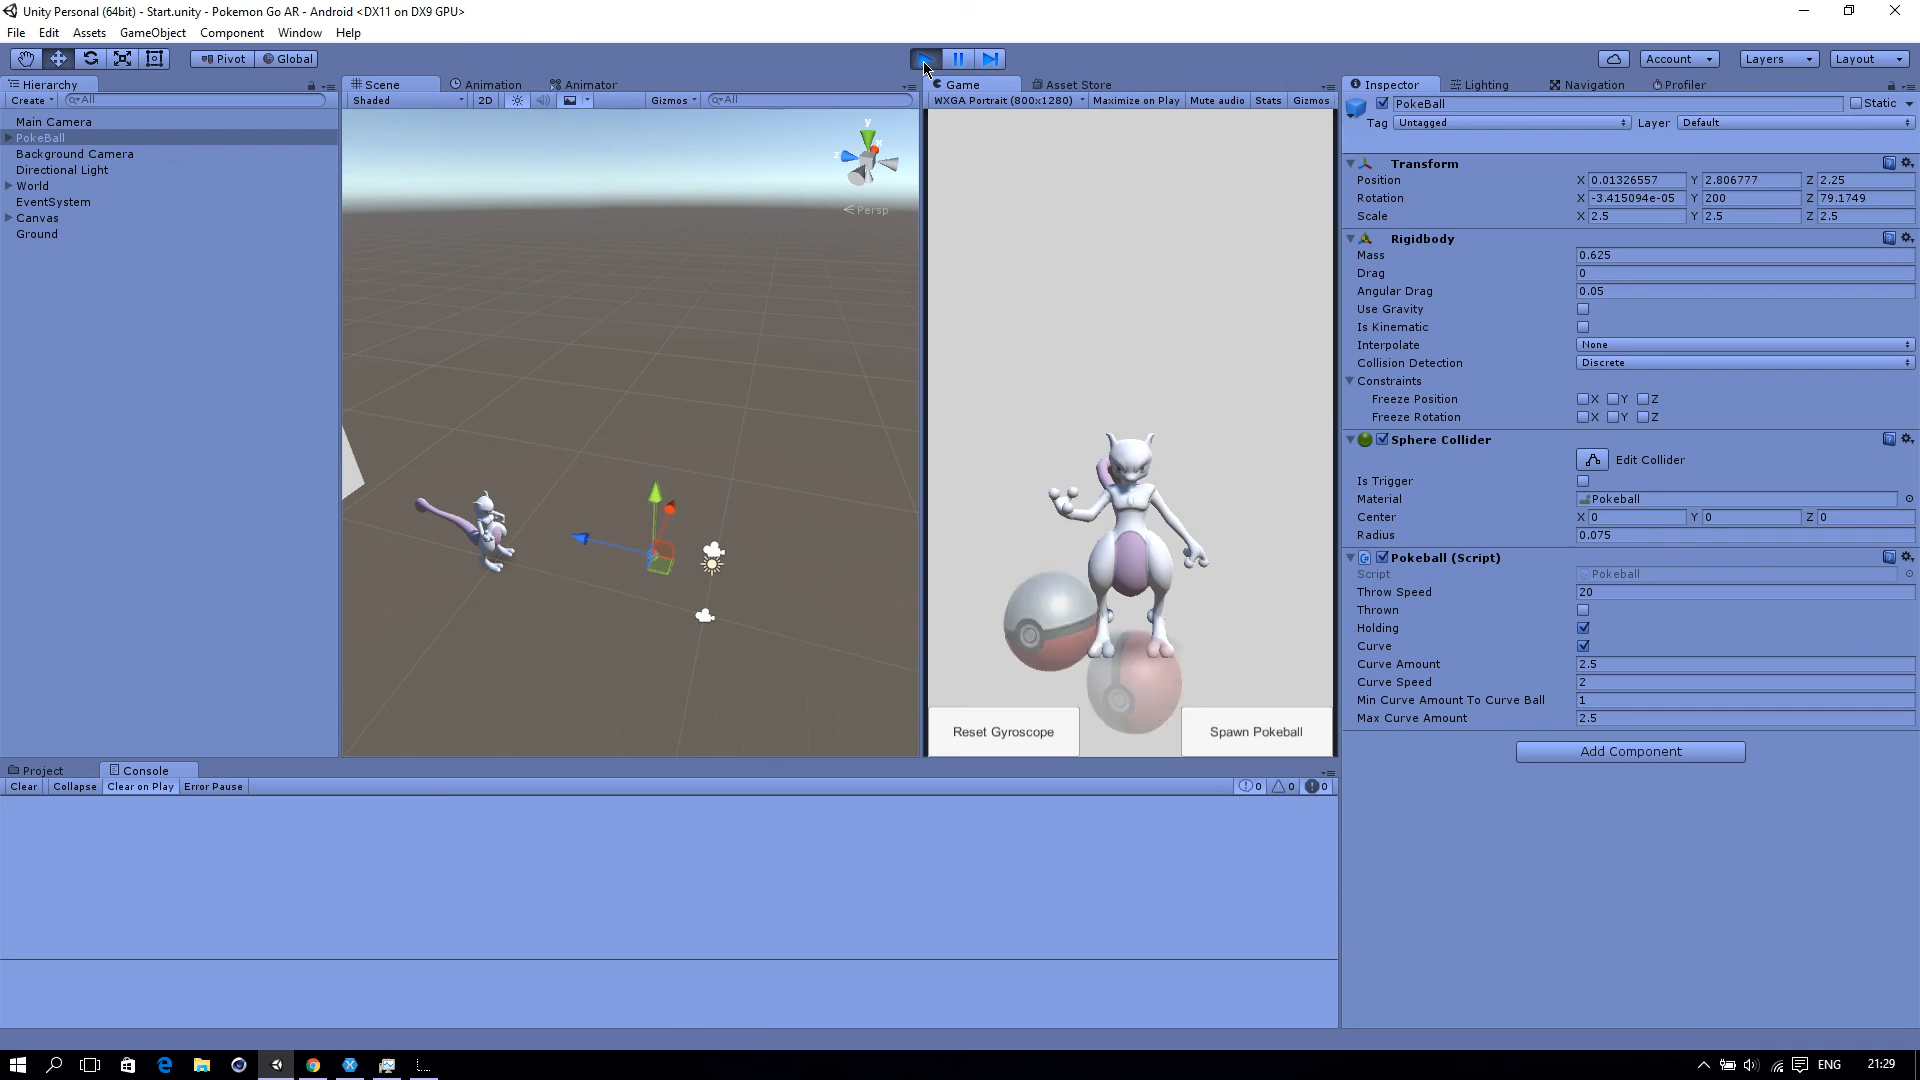 Unity Personal (64bit) - Start.unity - Pokemon Go AR - Android <DX11 on DX9 GPU>
File Edit Assets GameObject Component Window Help
Pivot Global Account Layers Layout
Hierarchy
Create All
Main Camera
PokeBall
Background Camera
Directional Light
World
EventSystem
Canvas
Ground
Scene Animation Animator
Shaded 2D Gizmos All
y
x
z
Persp
Game Asset Store
WXGA Portrait (800x1280) Maximize on Play Mute audio Stats Gizmos
Reset Gyroscope Spawn Pokeball
Inspector Lighting Navigation Profiler
PokeBall Static
Tag Untagged Layer Default
Transform
Position X 0.01326557 Y 2.806777 Z 2.25
Rotation X -3.415094e-05 Y 200 Z 79.1749
Scale X 2.5 Y 2.5 Z 2.5
Rigidbody
Mass 0.625
Drag 0
Angular Drag 0.05
Use Gravity
Is Kinematic
Interpolate None
Collision Detection Discrete
Constraints
Freeze Position X Y Z
Freeze Rotation X Y Z
Sphere Collider
Edit Collider
Is Trigger
Material Pokeball
Center X 0 Y 0 Z 0
Radius 0.075
Pokeball (Script)
Script Pokeball
Throw Speed 20
Thrown
Holding
Curve
Curve Amount 2.5
Curve Speed 2
Min Curve Amount To Curve Ball 1
Max Curve Amount 2.5
Add Component
Project Console
Clear Collapse Clear on Play Error Pause 0 0 0
ENG 21:29